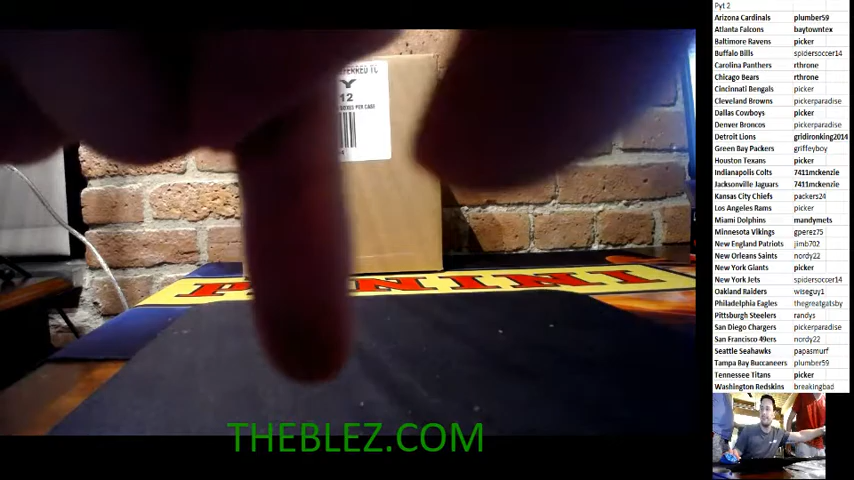 Pyt 2
Arizona Cardinals plumber59
Atlanta Falcons baytowntex
Baltimore Ravens picker
Buffalo Bills spidersoccer14
Carolina Panthers rthrone
Chicago Bears rthrone
Cincinnati Bengals picker
Cleveland Browns pickerparadise
Dallas Cowboys picker
Denver Broncos pickerparadise
Detroit Lions gridironking2014
Green Bay Packers griffeyboy
Houston Texans picker
Indianapolis Colts 7411mckenzie
Jacksonville Jaguars 7411mckenzie
Kansas City Chiefs packers24
Los Angeles Rams picker
Miami Dolphins mandymets
Minnesota Vikings gperez75
New England Patriots jimb702
New Orleans Saints nordy22
New York Giants picker
New York Jets spidersoccer14
Oakland Raiders wiseguy1
Philadelphia Eagles thegreatgatsby
Pittsburgh Steelers randys
San Diego Chargers pickerparadise
San Francisco 49ers nordy22
Seattle Seahawks papasmurf
Tampa Bay Buccaneers plumber59
Tennessee Titans picker
Washington Redskins breakingbad
TO
Y
12
PER CASE
PANINI
THEBLEZ.COM